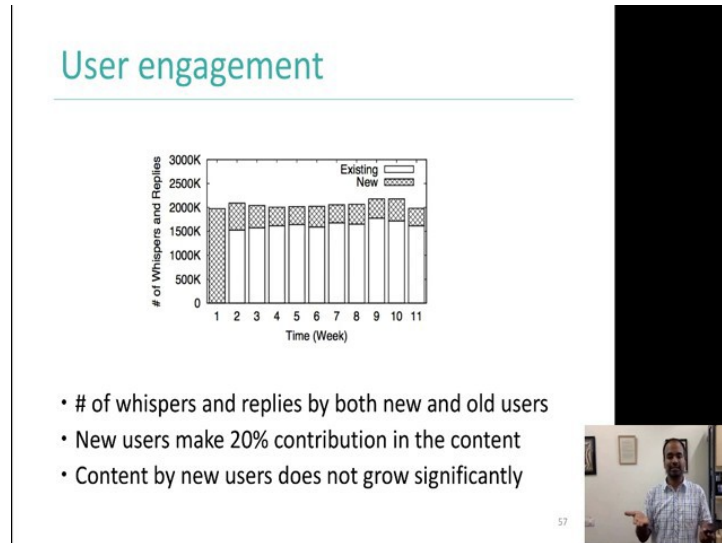 User engagement
# of Whispers and Replies
3000K
2500K
2000K
1500K
1000K
500K
0
Existing
New
1 2 3 4 5 6 7 8 9 10 11
Time (Week)
• # of whispers and replies by both new and old users
• New users make 20% contribution in the content
• Content by new users does not grow significantly
57